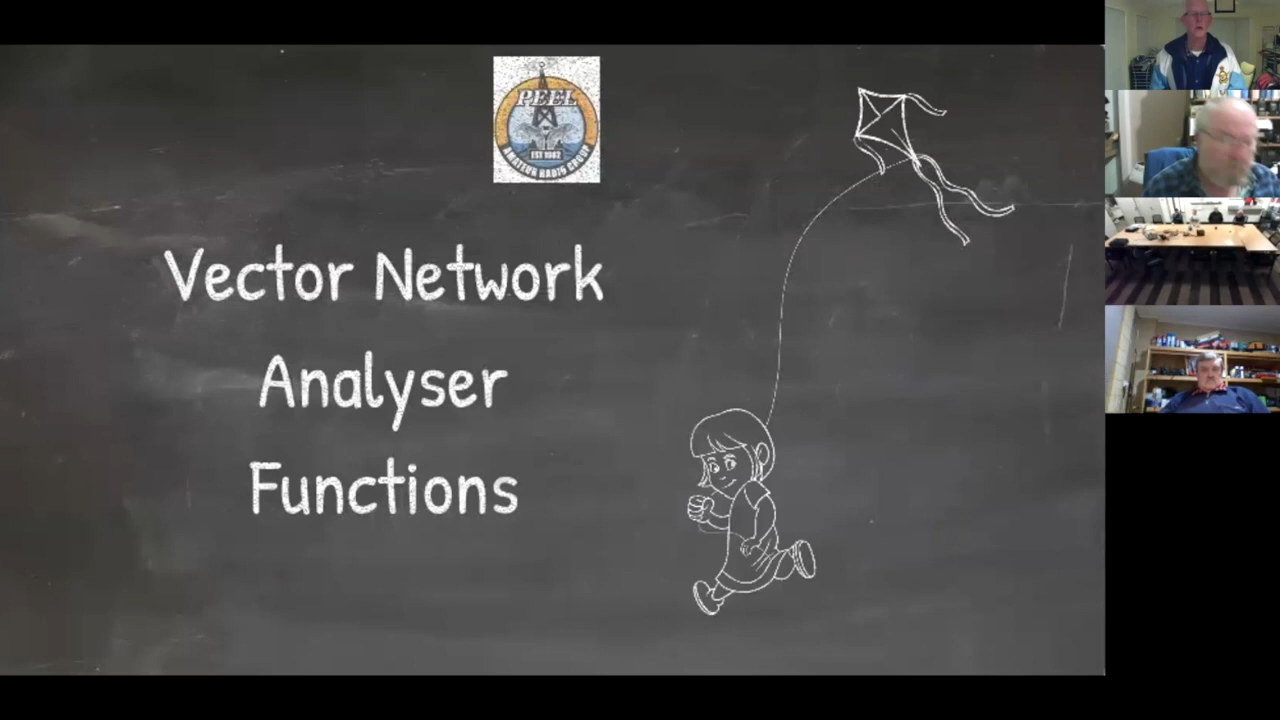 PEEL
EST 1982
AMATEUR RADIO GROUP
Vector Network
Analyser
Functions